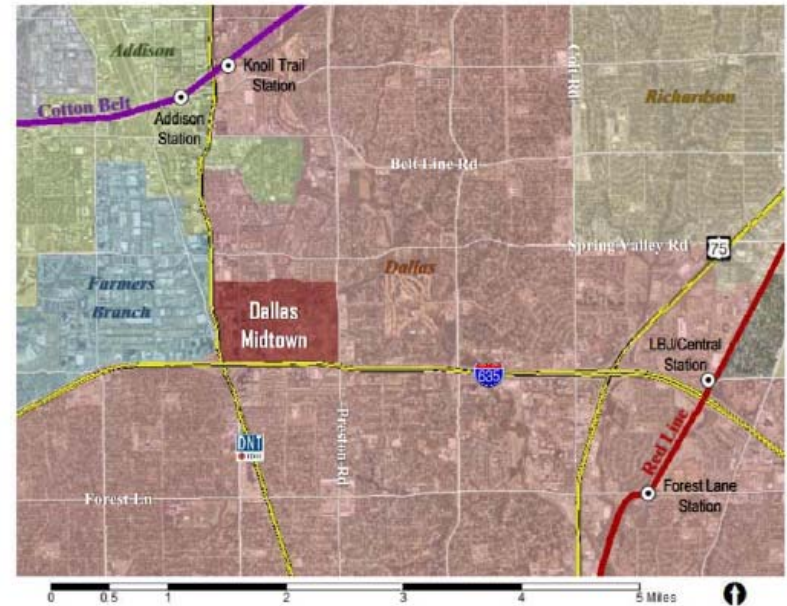 Addison
Knoll Trail
Station
Coit Rd
Richardson
Cotton Belt
Addison
Station
Belt Line Rd
Spring Valley Rd
75
Dallas
Farmers
Branch
Dallas
Midtown
LBJ/Central
Station
635
Preston Rd
DNT
Red Line
Forest Ln
Forest Lane
Station
0 0.5 1 2 3 4 5 Miles